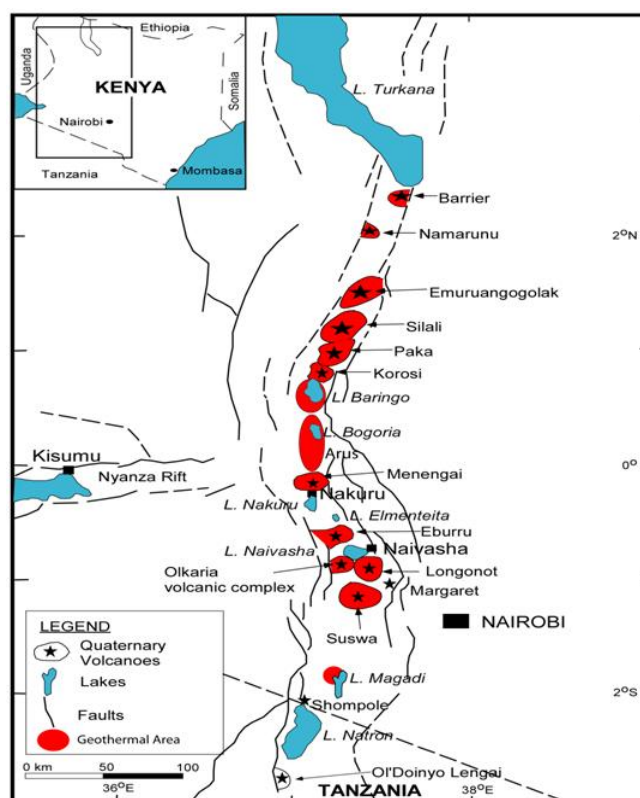 Ethiopia
Uganda
KENYA
Somalia
Nairobi
Mombasa
Tanzania
L. Turkana
Barrier
Namarunu
2°N
Emuruangogolak
Silali
Paka
Korosi
L. Baringo
L. Bogoria
Arus
Kisumu
0°
Nyanza Rift
Menengai
Nakuru
L. Nakuru
L. Elmenteita
Eburru
L. Naivasha
Naivasha
Olkaria
volcanic complex
Longonot
Margaret
NAIROBI
Suswa
LEGEND
Quaternary
Volcanoes
Lakes
Faults
Geothermal Area
L. Magadi
2°S
Shompole
L. Natron
0 km 50 100
36°E
Ol'Doinyo Lengai
TANZANIA
38°E